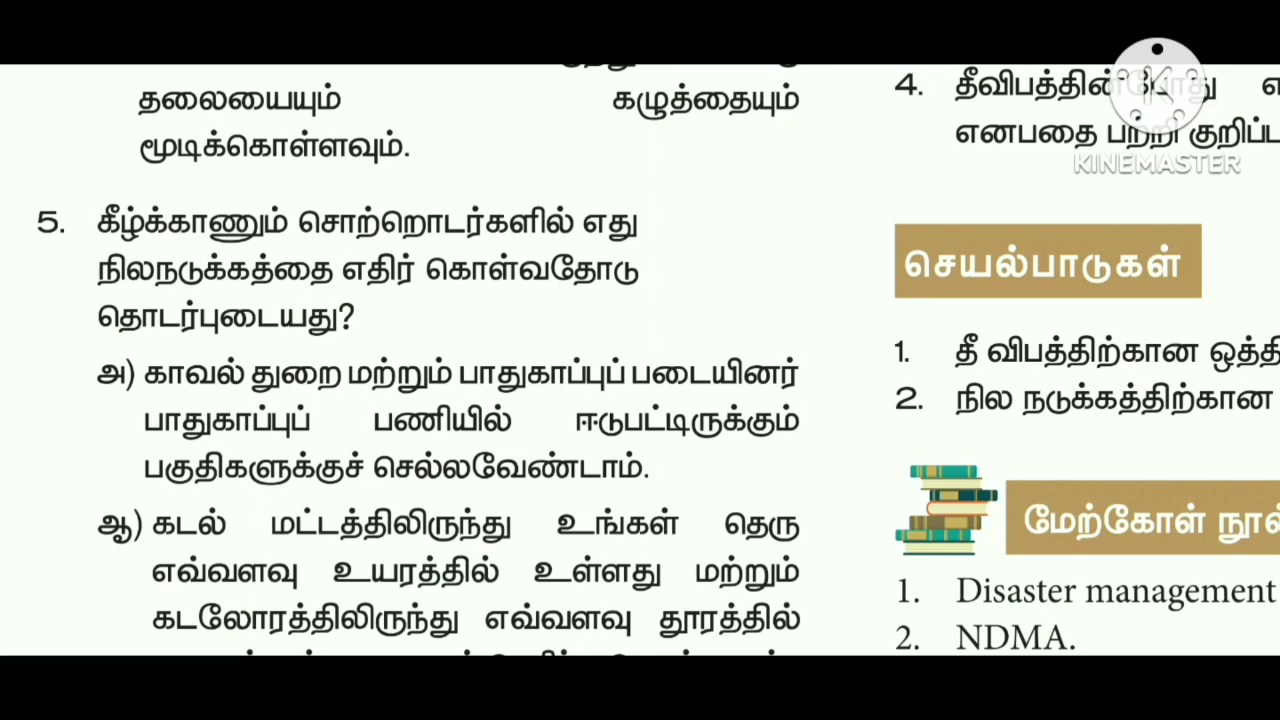 தலையையும் கழுத்தையும்
மூடிக்கொள்ளவும்.
5. கீழ்க்காணும் சொற்றொடர்களில் எது
நிலநடுக்கத்தை எதிர் கொள்வதோடு
தொடர்புடையது?
அ) காவல் துறை மற்றும் பாதுகாப்புப் படையினர்
பாதுகாப்புப் பணியில் ஈடுபட்டிருக்கும்
பகுதிகளுக்குச் செல்லவேண்டாம்.
ஆ) கடல் மட்டத்திலிருந்து உங்கள் தெரு
எவ்வளவு உயரத்தில் உள்ளது மற்றும்
கடலோரத்திலிருந்து எவ்வளவு தூரத்தில்
4. தீவிபத்தின்போது
எனபதை பற்றி
KINEMASTER
செயல்பாடுகள்
1. தீ விபத்திற்கான
2. நில நடுக்கத்திற்கான
மேற்கோள்
1. Disaster management
2. NDMA.